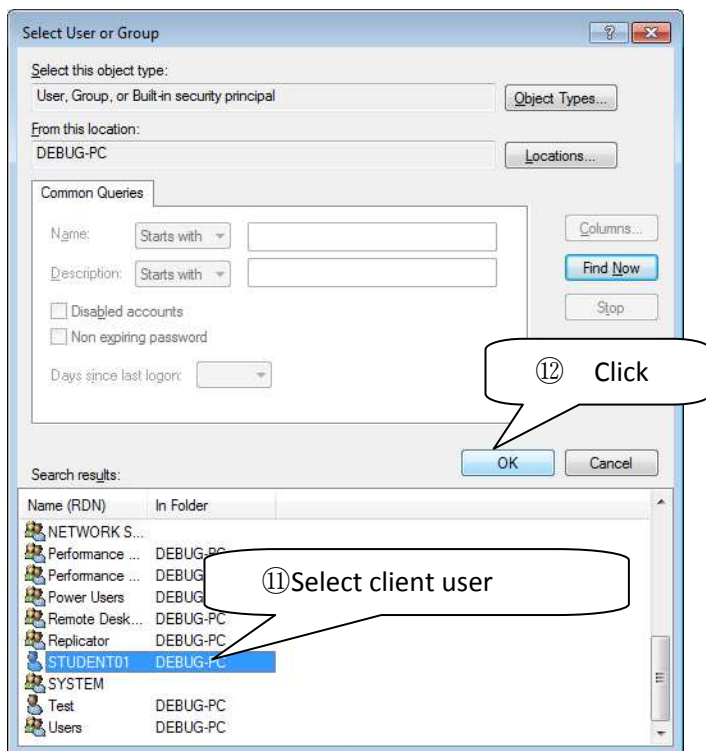 Select User or Group
Select this object type:
User, Group, or Built-in security principal
Object Types...
From this location:
DEBUG-PC
Locations...
Common Queries
Name:
Starts with
Columns...
Description:
Starts with
Find Now
Disabled accounts
Stop
Non expiring password
Days since last logon:
⑫ Click
OK
Cancel
Search results:
Name (RDN) In Folder
NETWORK S...
Performance ... DEBUG-PC
Performance ... DEBUG
Power Users DEBUG
⑪Select client user
Remote Desk... DEBUG-PC
Replicator DEBUG-PC
STUDENT01 DEBUG-PC
SYSTEM
Test DEBUG-PC
Users DEBUG-PC